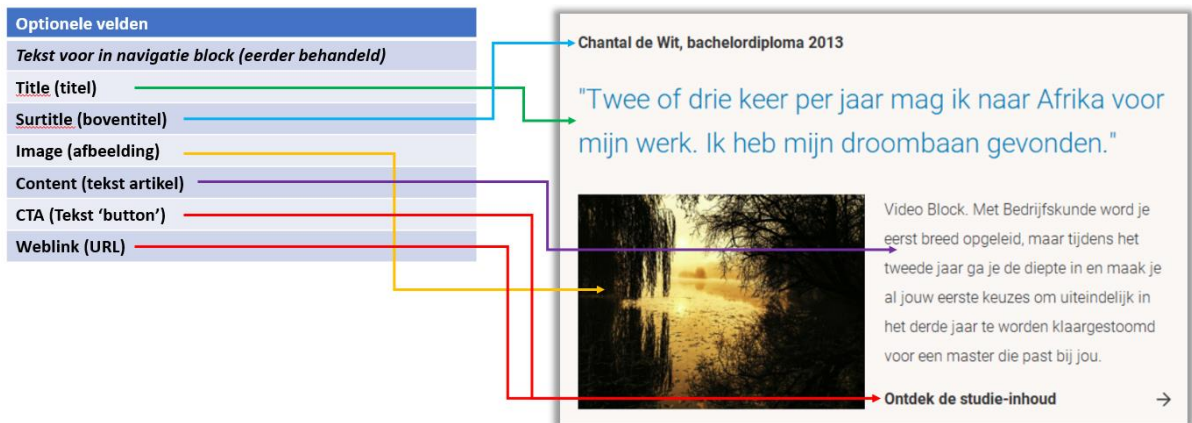 Optionele velden
Tekst voor in navigatie block (eerder behandeld)
Title (titel)
Surtitle (boventitel)
Image (afbeelding)
Content (tekst artikel)
CTA (Tekst ‘button’)
Weblink (URL)
Chantal de Wit, bachelordiploma 2013
"Twee of drie keer per jaar mag ik naar Afrika voor
mijn werk. Ik heb mijn droombaan gevonden."
Video Block. Met Bedrijfskunde word je
eerst breed opgeleid, maar tijdens het
tweede jaar ga je de diepte in en maak je
al jouw eerste keuzes om uiteindelijk in
het derde jaar te worden klaargestoomd
voor een master die past bij jou.
Ontdek de studie-inhoud